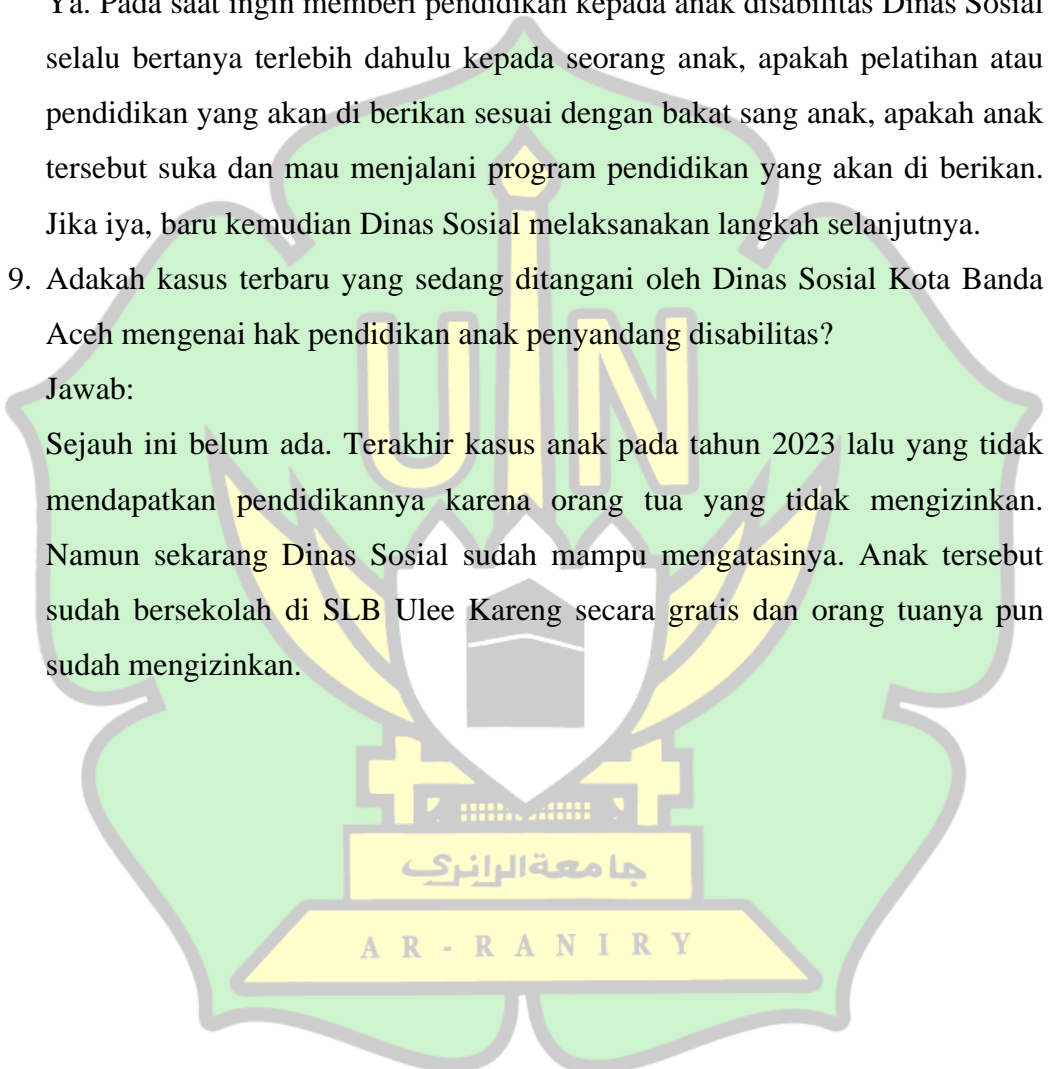 Ya. Pada saat ingin memberi pendidikan kepada anak disabilitas Dinas Sosial
selalu bertanya terlebih dahulu kepada seorang anak, apakah pelatihan atau
pendidikan yang akan di berikan sesuai dengan bakat sang anak, apakah anak
tersebut suka dan mau menjalani program pendidikan yang akan di berikan.
Jika iya, baru kemudian Dinas Sosial melaksanakan langkah selanjutnya.
9. Adakah kasus terbaru yang sedang ditangani oleh Dinas Sosial Kota Banda
Aceh mengenai hak pendidikan anak penyandang disabilitas?
Jawab:
Sejauh ini belum ada. Terakhir kasus anak pada tahun 2023 lalu yang tidak
mendapatkan pendidikannya karena orang tua yang tidak mengizinkan.
Namun sekarang Dinas Sosial sudah mampu mengatasinya. Anak tersebut
sudah bersekolah di SLB Ulee Kareng secara gratis dan orang tuanya pun
sudah mengizinkan.
UIN
جامعةالرانري
AR-RANIRY